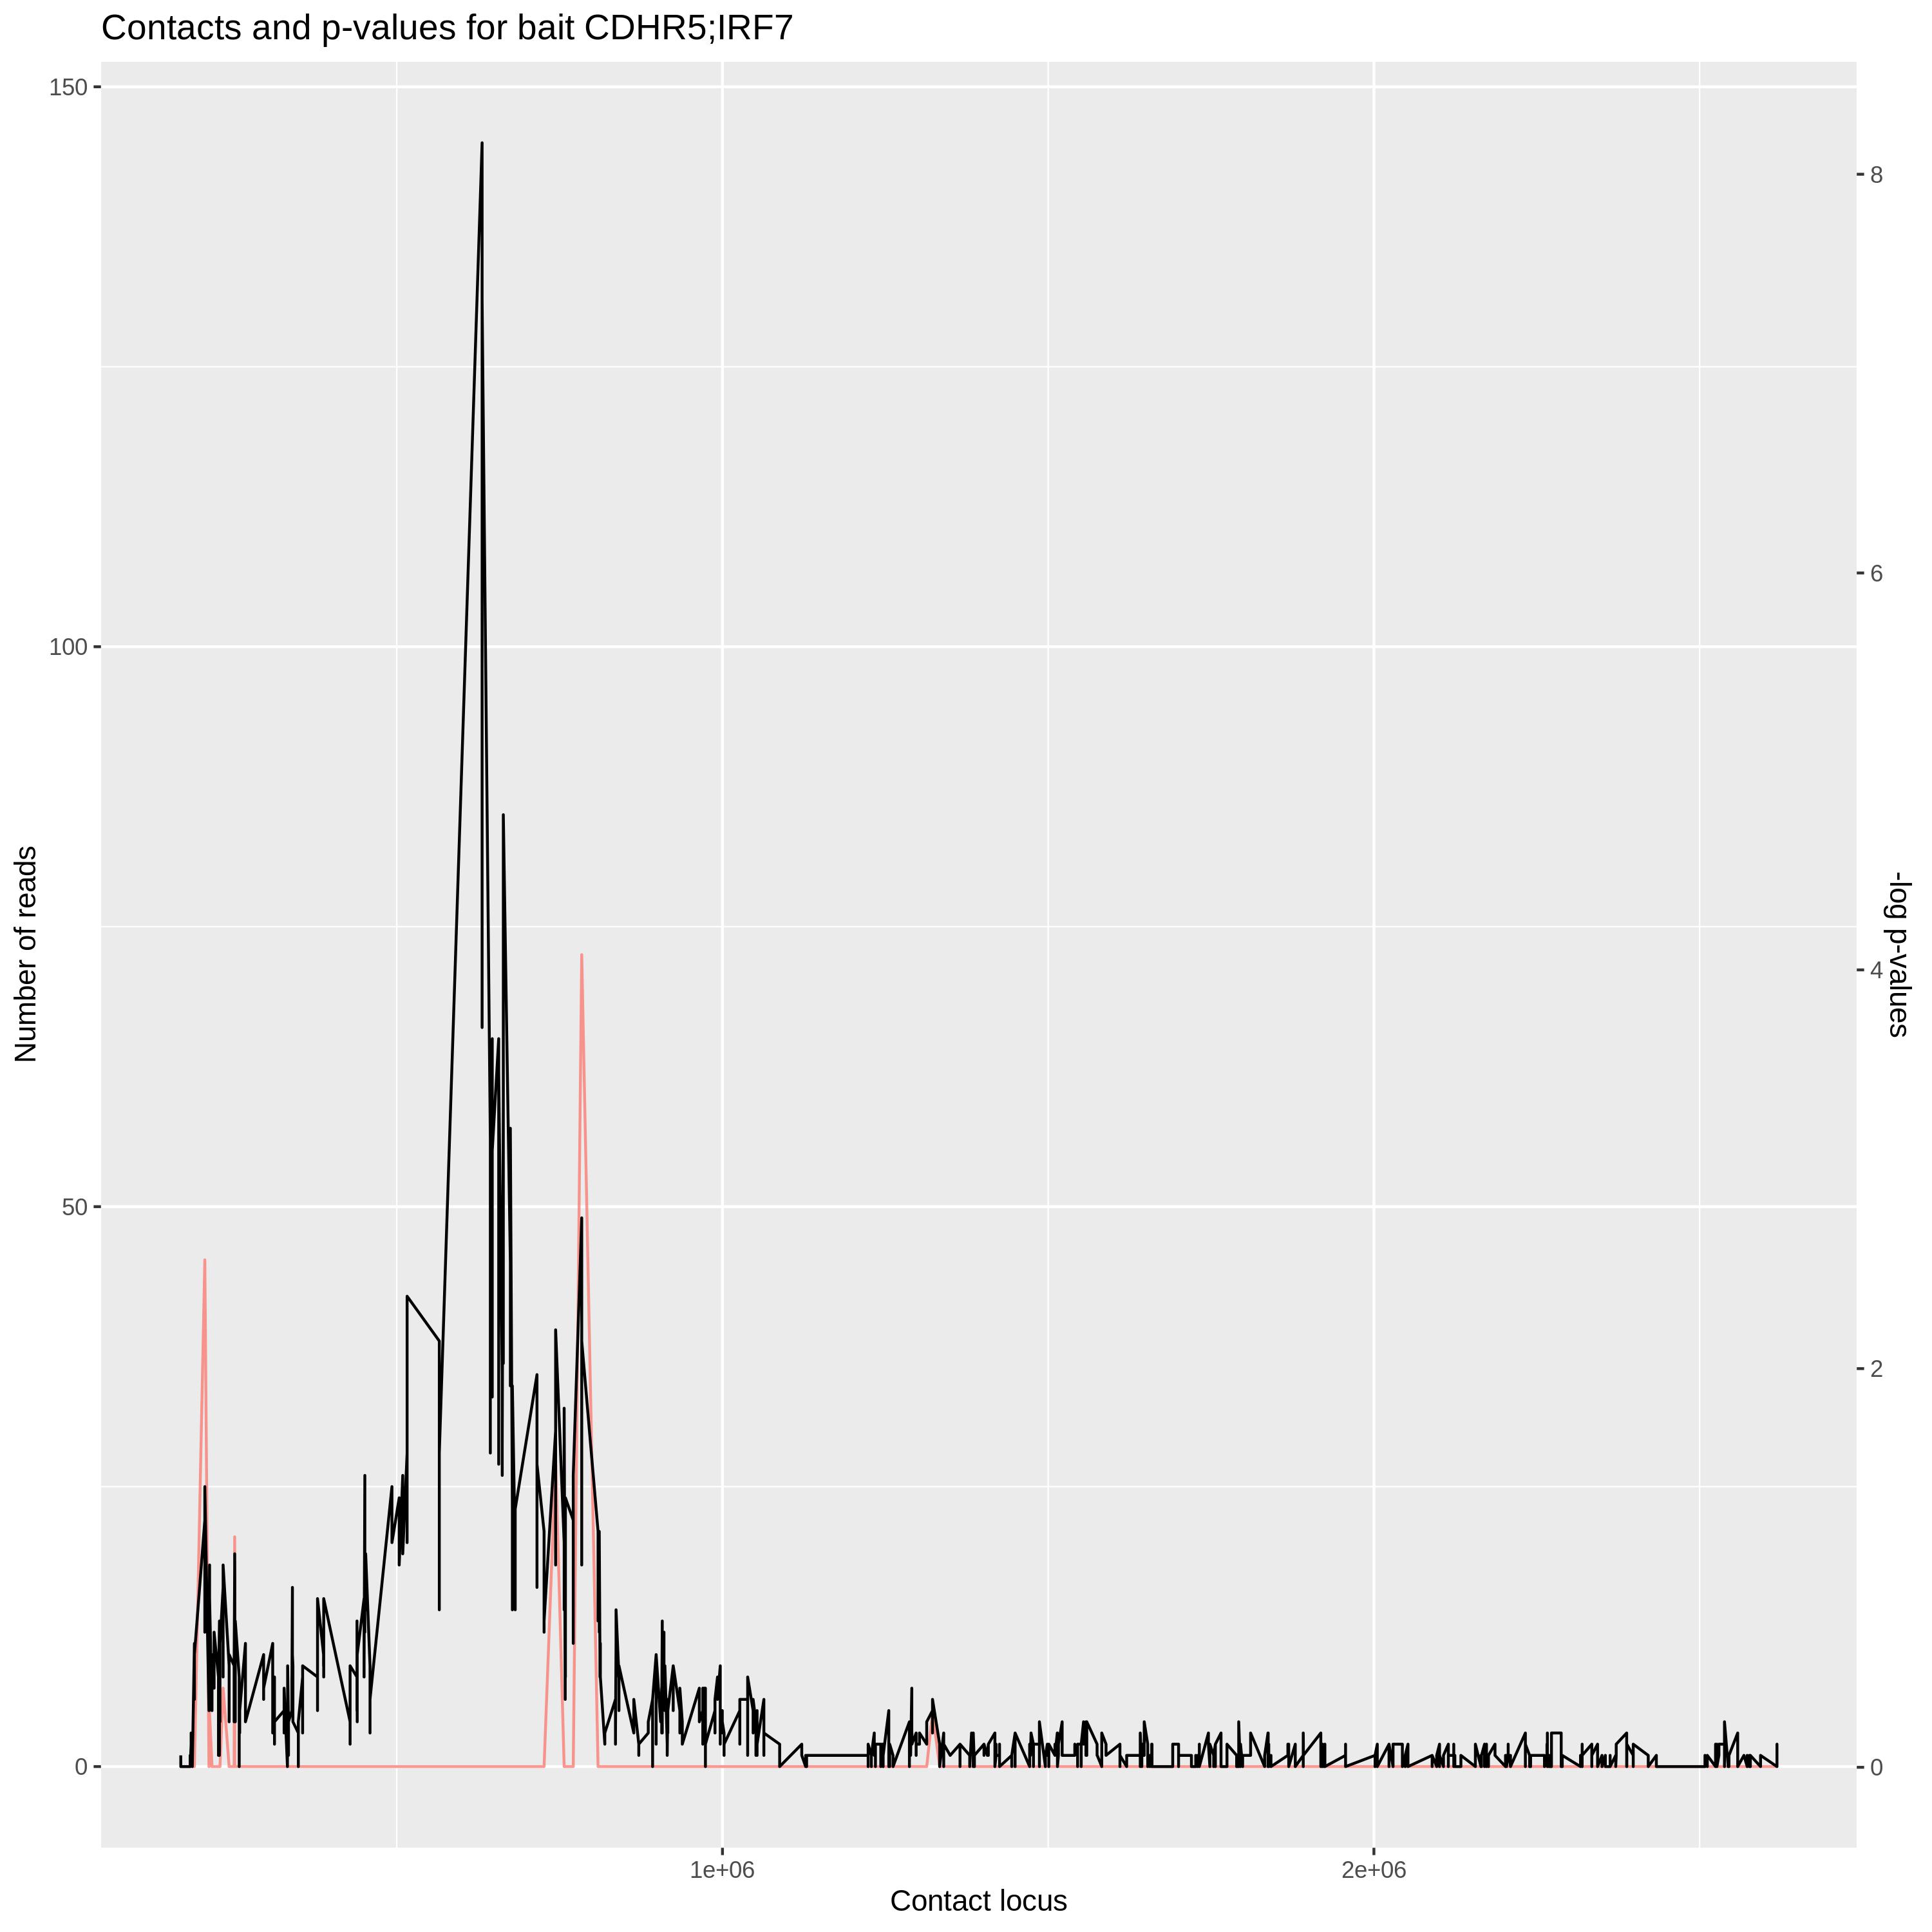 Contacts and p-values for bait CDHR5;IRF7
150
100
50
0
Number of reads
8
6
4
2
0
-log p-values
1e+06
2e+06
Contact locus